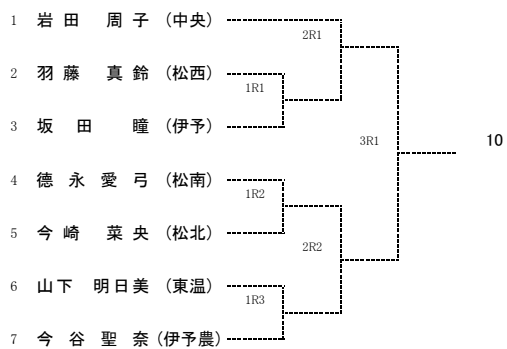 1 岩田 周子 (中央)
2R1
2 羽藤 真鈴 (松西)
1R1
3 坂田 瞳 (伊予)
3R1
10
4 德永愛弓 (松南)
1R2
5 今崎 菜央 (松北)
2R2
6 山下 明日美 (東温)
1R3
7 今谷聖奈 (伊予農)